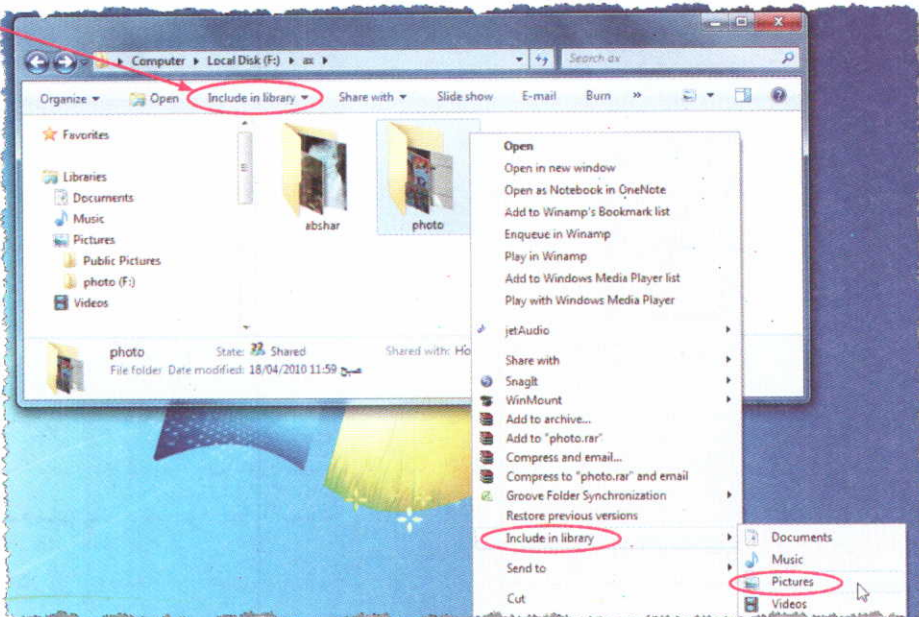 Computer ▸ Local Disk (F:) ▸ ax ▸
Search ax
Organize
Open
Include in library
Share with
Slide show
E-mail
Burn
»
Favorites
Libraries
Documents
Music
Pictures
Public Pictures
photo (F:)
Videos
abshar
photo
photo
State: Shared
Shared with: Ho
File folder Date modified: 18/04/2010 11:59 صبح
Open
Open in new window
Open as Notebook in OneNote
Add to Winamp's Bookmark list
Enqueue in Winamp
Play in Winamp
Add to Windows Media Player list
Play with Windows Media Player
jetAudio
Share with
SnagIt
WinMount
Add to archive...
Add to "photo.rar"
Compress and email...
Compress to "photo.rar" and email
Groove Folder Synchronization
Restore previous versions
Include in library
Send to
Cut
Documents
Music
Pictures
Videos